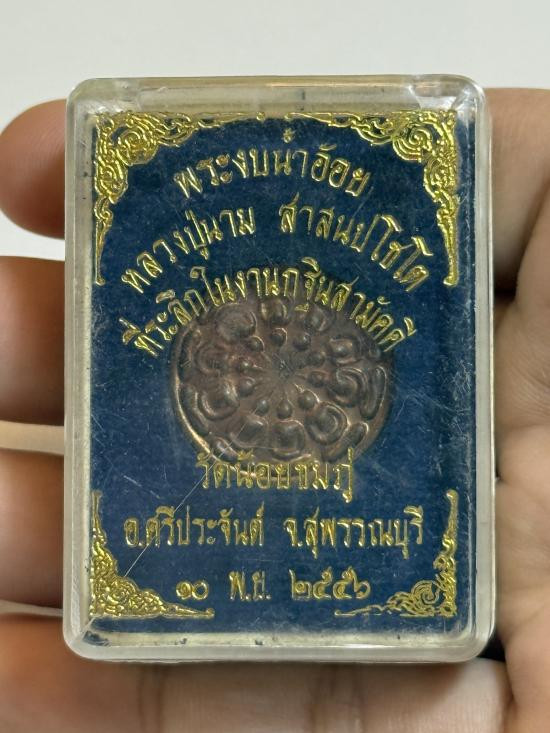 พระงบน้ำอ้อย
หลวงปู่นาม สาสนปโชโต
ที่ระลึกในงานกฐินสามัคคี
วัดน้อยชมภู่
อ.ศรีประจันต์ จ.สุพรรณบุรี
๑๐ พ.ย. ๒๕๕๖